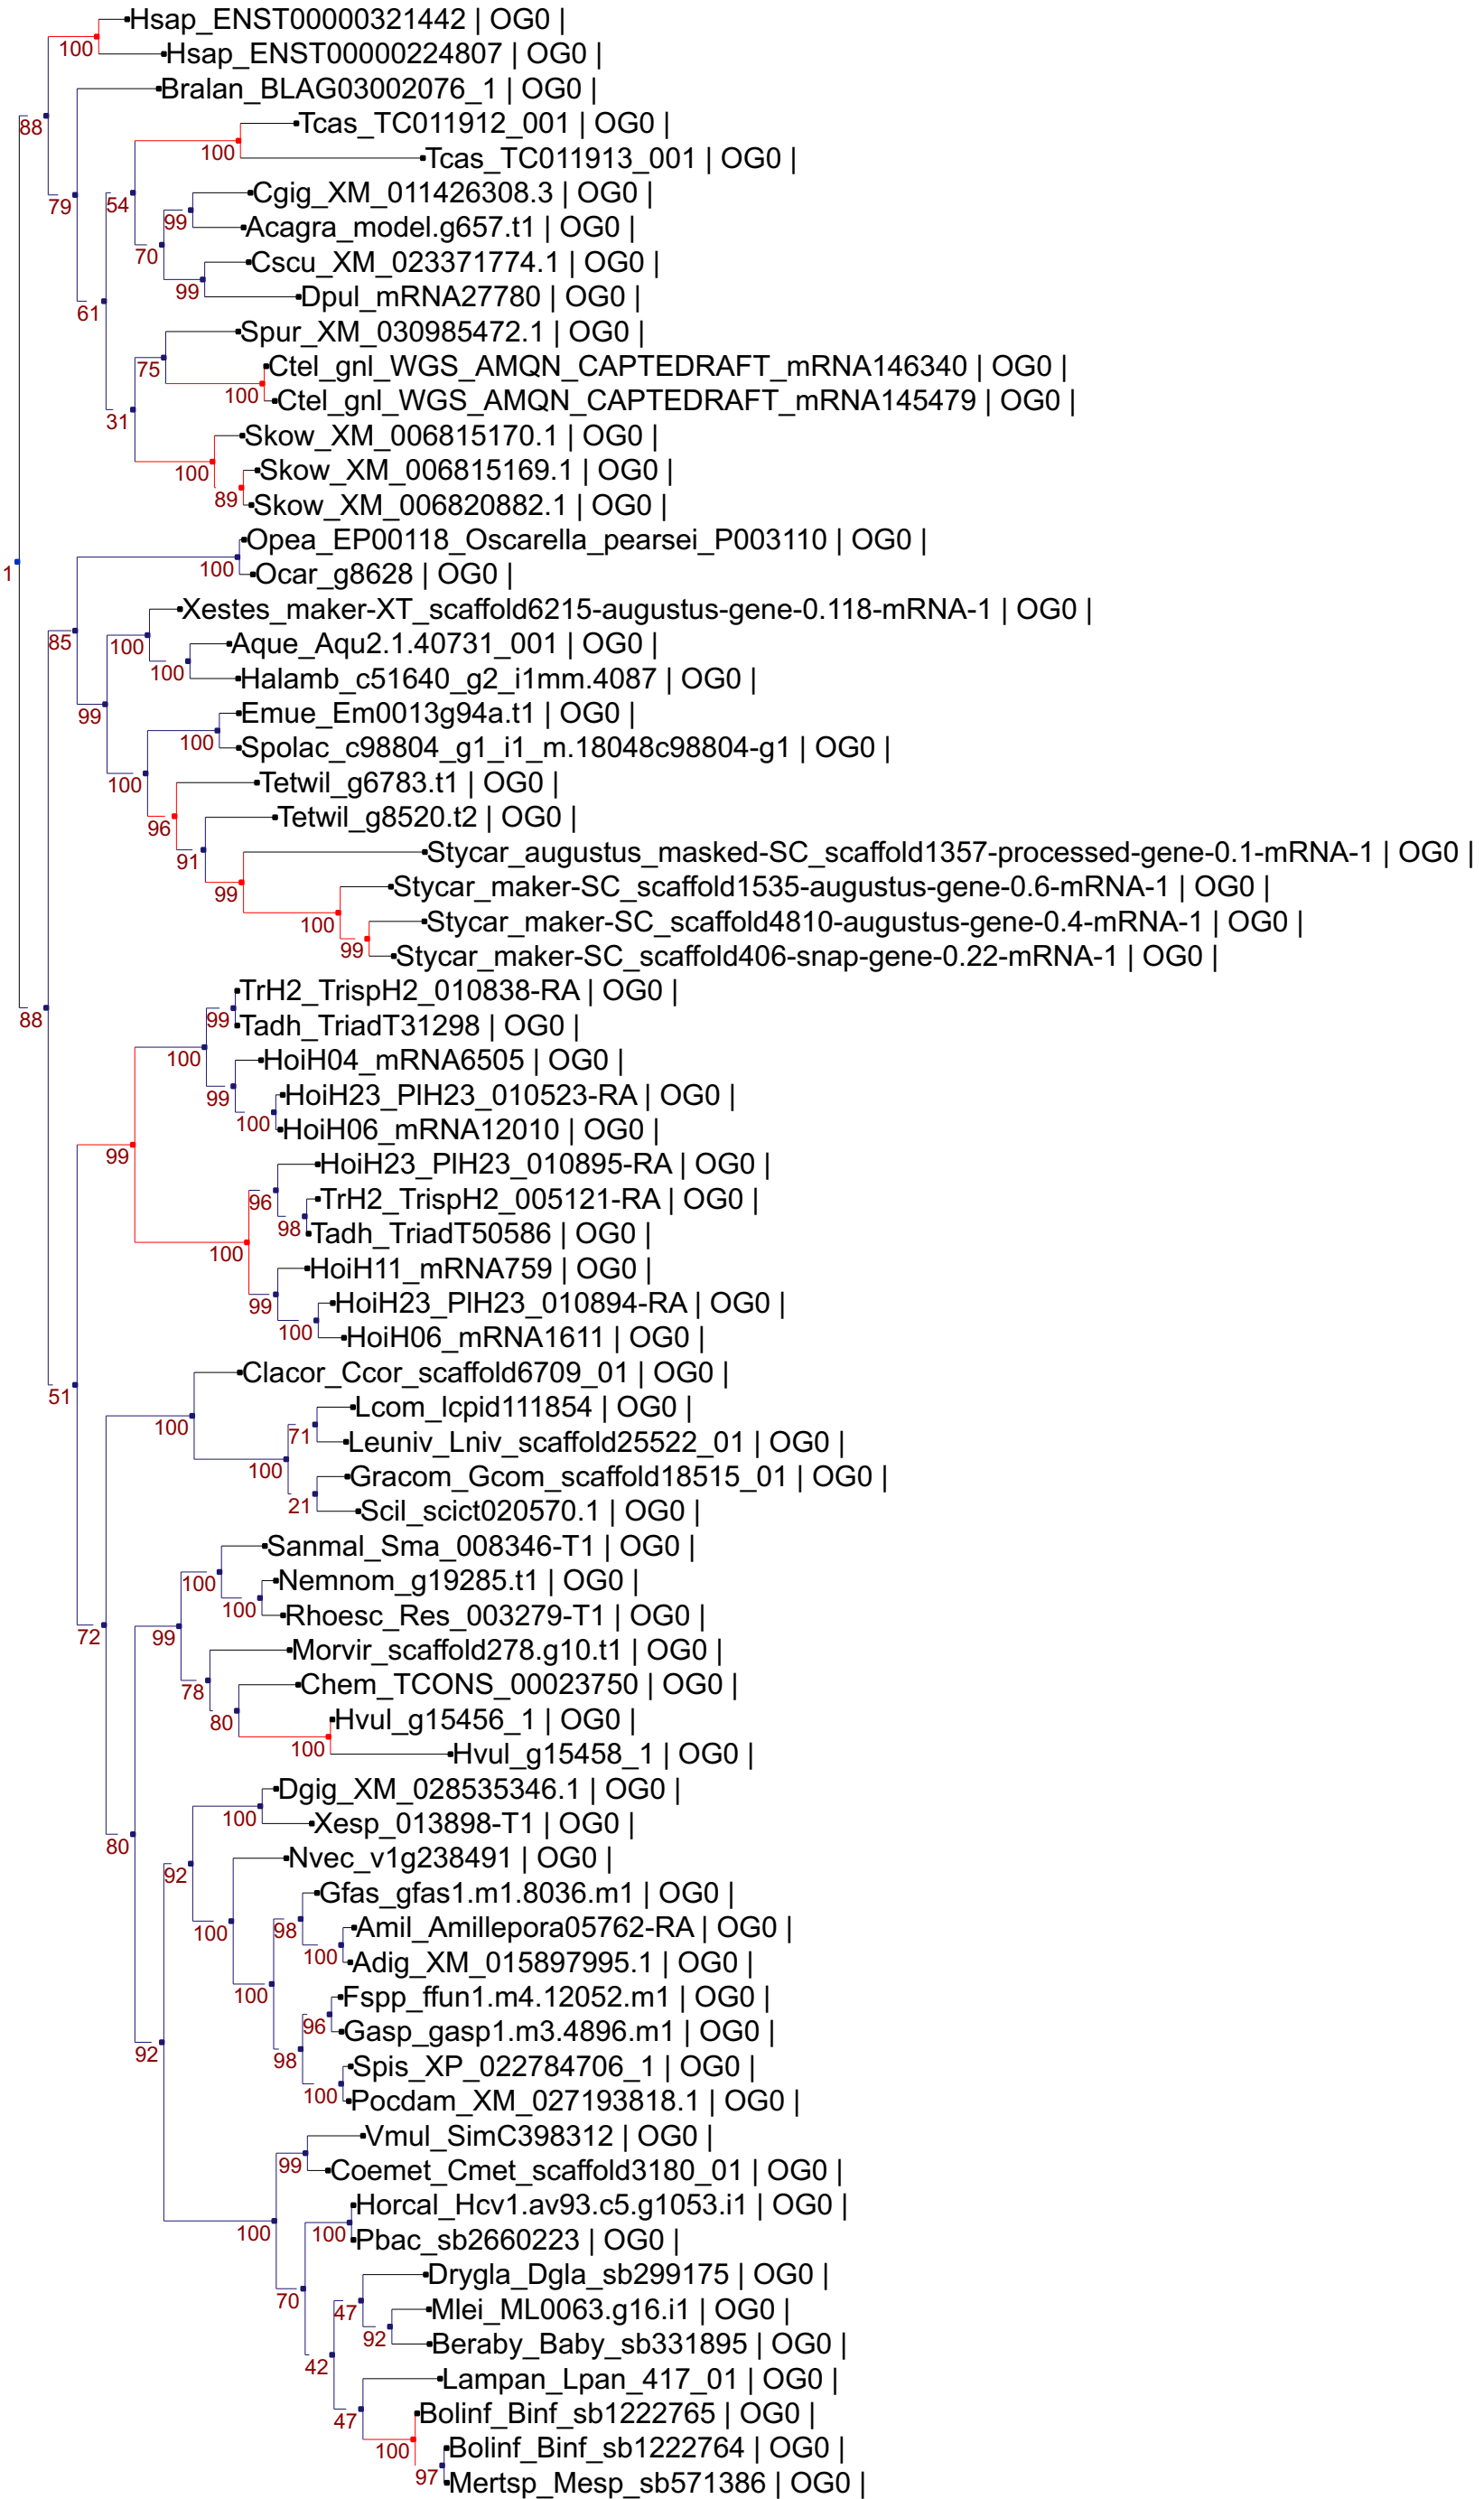 Hsap_ENST00000321442 | OG0 |
100
Hsap_ENST00000224807 | OG0 |
Bralan_BLAG03002076_1 | OG0 |
88
Tcas_TC011912_001 | OG0 |
100
Tcas_TC011913_001 | OG0 |
79
54
Cgig_XM_011426308.3 | OG0 |
99
Acagra_model.g657.t1 | OG0 |
70
Cscu_XM_023371774.1 | OG0 |
99
Dpul_mRNA27780 | OG0 |
61
Spur_XM_030985472.1 | OG0 |
75
Ctel_gnl_WGS_AMQN_CAPTEDRAFT_mRNA146340 | OG0 |
100
Ctel_gnl_WGS_AMQN_CAPTEDRAFT_mRNA145479 | OG0 |
31
Skow_XM_006815170.1 | OG0 |
100
Skow_XM_006815169.1 | OG0 |
89
Skow_XM_006820882.1 | OG0 |
Opea_EP00118_Oscarella_pearsei_P003110 | OG0 |
100
1
Ocar_g8628 | OG0 |
Xestes_maker-XT_scaffold6215-augustus-gene-0.118-mRNA-1 | OG0 |
85
100
Aque_Aqu2.1.40731_001 | OG0 |
100
Halamb_c51640_g2_i1mm.4087 | OG0 |
99
Emue_Em0013g94a.t1 | OG0 |
100
Spolac_c98804_g1_i1_m.18048c98804-g1 | OG0 |
100
Tetwil_g6783.t1 | OG0 |
96
Tetwil_g8520.t2 | OG0 |
91
Stycar_augustus_masked-SC_scaffold1357-processed-gene-0.1-mRNA-1 | OG0 |
99
Stycar_maker-SC_scaffold1535-augustus-gene-0.6-mRNA-1 | OG0 |
100
Stycar_maker-SC_scaffold4810-augustus-gene-0.4-mRNA-1 | OG0 |
99
Stycar_maker-SC_scaffold406-snap-gene-0.22-mRNA-1 | OG0 |
TrH2_TrispH2_010838-RA | OG0 |
88
99
Tadh_TriadT31298 | OG0 |
100
HoiH04_mRNA6505 | OG0 |
99
HoiH23_PlH23_010523-RA | OG0 |
100
HoiH06_mRNA12010 | OG0 |
99
HoiH23_PlH23_010895-RA | OG0 |
96
TrH2_TrispH2_005121-RA | OG0 |
98
Tadh_TriadT50586 | OG0 |
100
HoiH11_mRNA759 | OG0 |
99
HoiH23_PlH23_010894-RA | OG0 |
100
HoiH06_mRNA1611 | OG0 |
Clacor_Ccor_scaffold6709_01 | OG0 |
51
Lcom_lcpid111854 | OG0 |
100
71
Leuniv_Lniv_scaffold25522_01 | OG0 |
100
Gracom_Gcom_scaffold18515_01 | OG0 |
21
Scil_scict020570.1 | OG0 |
Sanmal_Sma_008346-T1 | OG0 |
100
Nemnom_g19285.t1 | OG0 |
100
Rhoesc_Res_003279-T1 | OG0 |
72
99
Morvir_scaffold278.g10.t1 | OG0 |
78
Chem_TCONS_00023750 | OG0 |
80
Hvul_g15456_1 | OG0 |
100
Hvul_g15458_1 | OG0 |
Dgig_XM_028535346.1 | OG0 |
100
Xesp_013898-T1 | OG0 |
80
Nvec_v1g238491 | OG0 |
92
Gfas_gfas1.m1.8036.m1 | OG0 |
98
Amil_Amillepora05762-RA | OG0 |
100
100
Adig_XM_015897995.1 | OG0 |
100
Fspp_ffun1.m4.12052.m1 | OG0 |
96
Gasp_gasp1.m3.4896.m1 | OG0 |
92
98
Spis_XP_022784706_1 | OG0 |
100
Pocdam_XM_027193818.1 | OG0 |
Vmul_SimC398312 | OG0 |
99
Coemet_Cmet_scaffold3180_01 | OG0 |
Horcal_Hcv1.av93.c5.g1053.i1 | OG0 |
100
100
Pbac_sb2660223 | OG0 |
Drygla_Dgla_sb299175 | OG0 |
70
47
Mlei_ML0063.g16.i1 | OG0 |
92
Beraby_Baby_sb331895 | OG0 |
42
Lampan_Lpan_417_01 | OG0 |
47
Bolinf_Binf_sb1222765 | OG0 |
100
Bolinf_Binf_sb1222764 | OG0 |
97
Mertsp_Mesp_sb571386 | OG0 |